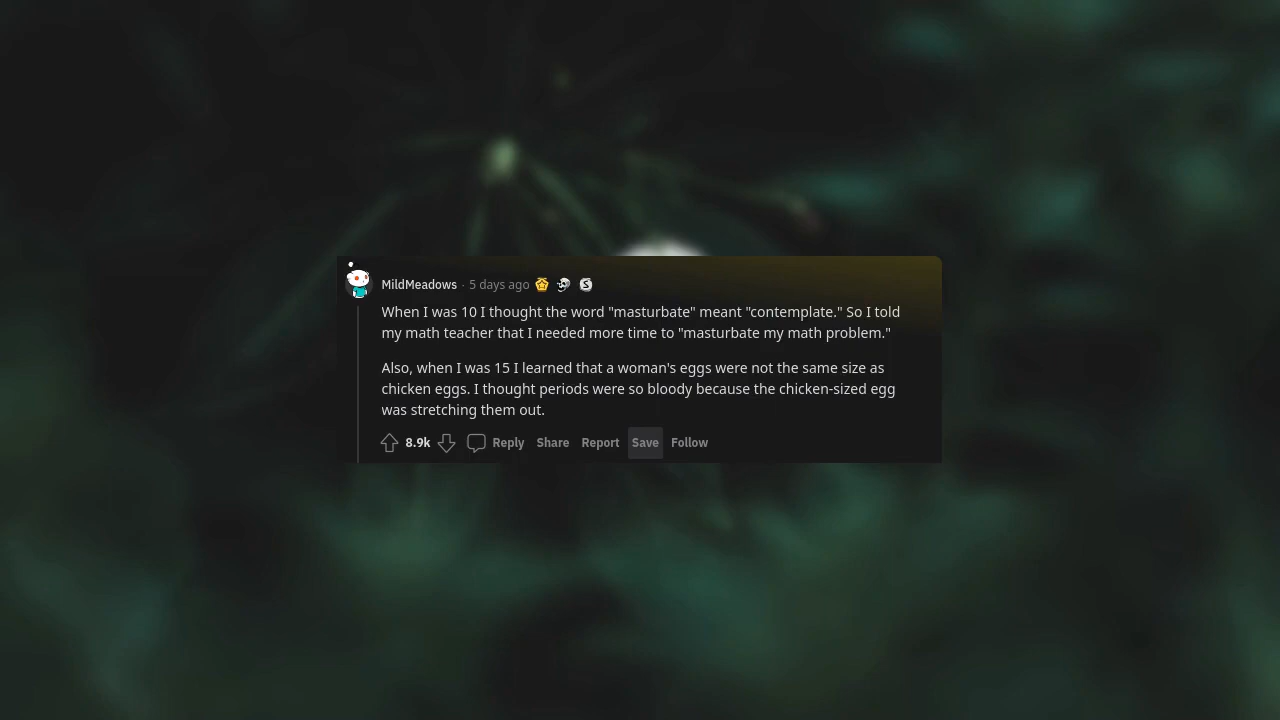 MildMeadows · 5 days ago
When I was 10 I thought the word "masturbate" meant "contemplate." So I told
my math teacher that I needed more time to "masturbate my math problem."
Also, when I was 15 I learned that a woman's eggs were not the same size as
chicken eggs. I thought periods were so bloody because the chicken-sized egg
was stretching them out.
8.9k Reply Share Report Save Follow